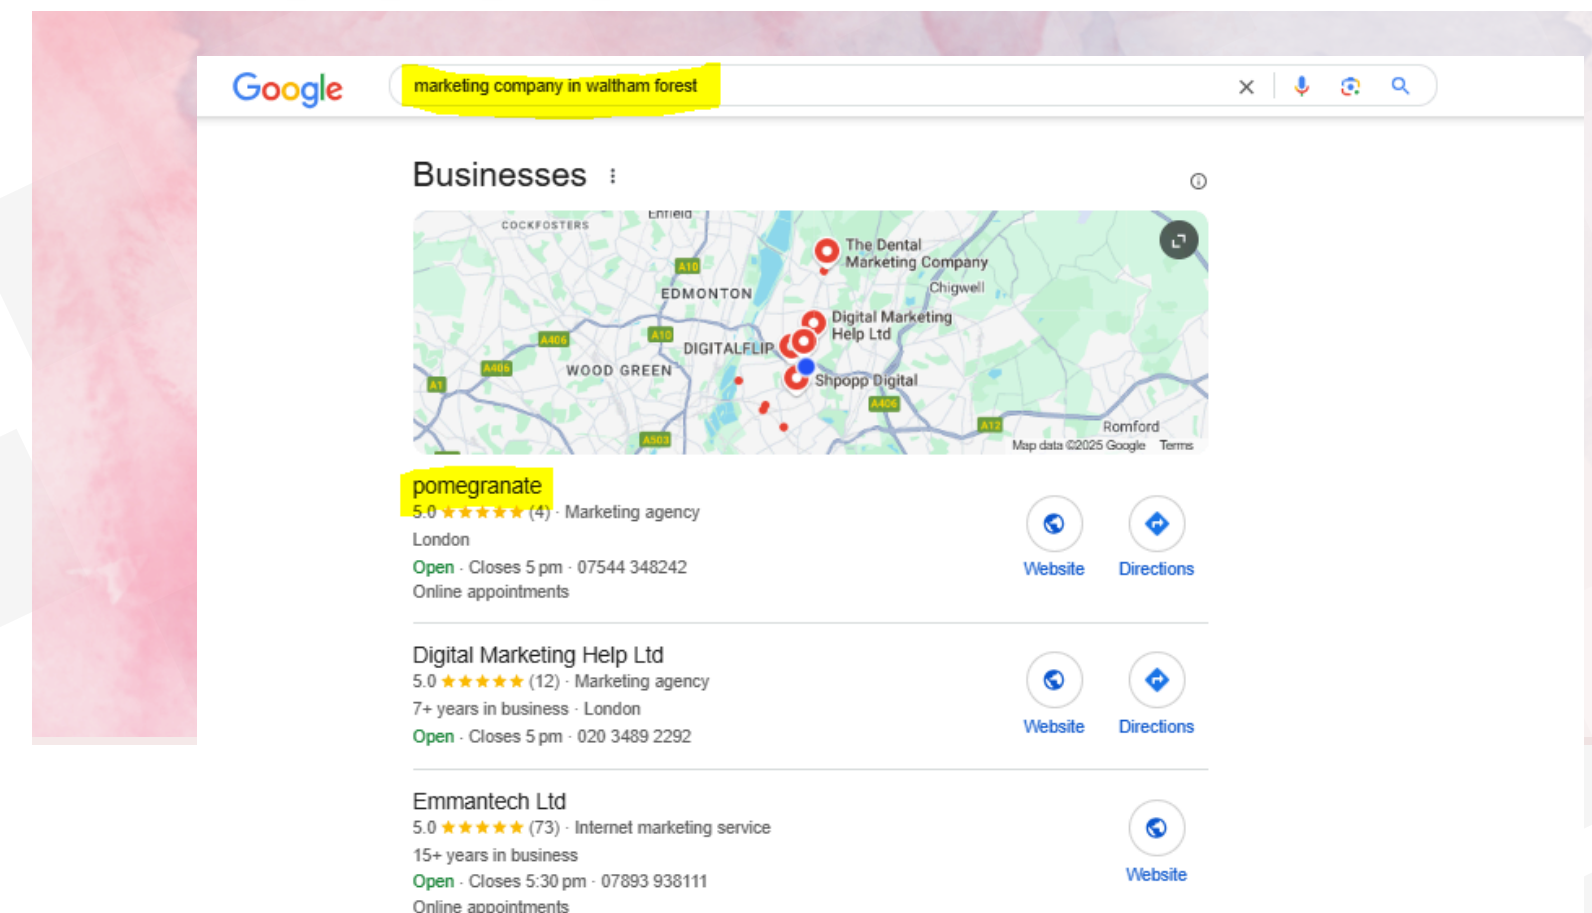 Google
marketing company in waltham forest
Businesses
Enfield
COCKFOSTERS
The Dental
Marketing Company
A10
EDMONTON
Chigwell
Digital Marketing
Help Ltd
A406
A10
DIGITALFLIP
A406
WOOD GREEN
A1
Shpopp Digital
A406
A12
Romford
A503
Map data ©2025 Google Terms
pomegranate
5.0 ★★★★★ (4) · Marketing agency
London
Open · Closes 5 pm · 07544 348242
Online appointments
Website
Directions
Digital Marketing Help Ltd
5.0 ★★★★★ (12) · Marketing agency
7+ years in business · London
Open · Closes 5 pm · 020 3489 2292
Website
Directions
Emmantech Ltd
5.0 ★★★★★ (73) · Internet marketing service
15+ years in business
Open · Closes 5:30 pm · 07893 938111
Online appointments
Website